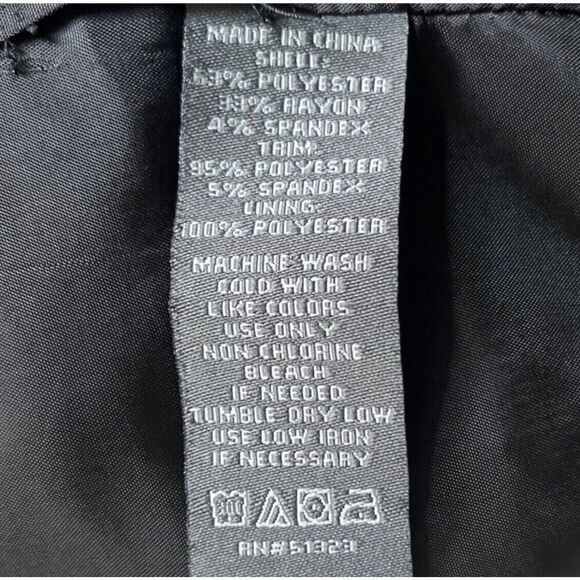 MADE IN CHINA
SHELL:
63% POLYESTER
33% RAYON
4% SPANDEX
TRIM:
95% POLYESTER
5% SPANDEX
LINING:
100% POLYESTER
MACHINE WASH
COLD WITH
LIKE COLORS
USE ONLY
NON CHLORINE
BLEACH
IF NEEDED
TUMBLE DRY LOW
USE LOW IRON
IF NECESSARY
RN#51323